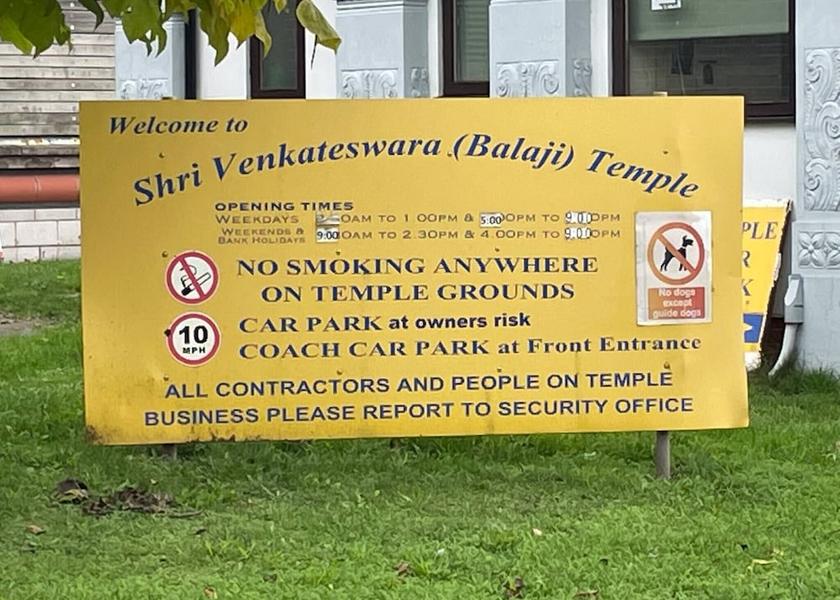 Welcome to
Shri Venkateswara (Balaji) Temple
OPENING TIMES
WEEKDAYS AM TO 1.00PM & 5:00PM TO 9.00PM
WEEKENDS & BANK HOLIDAYS 9:00AM TO 2.30PM & 4.00PM TO 9.00PM
NO SMOKING ANYWHERE
ON TEMPLE GROUNDS
No dogs
except
guide dogs
10
MPH
CAR PARK at owners risk
COACH CAR PARK at Front Entrance
ALL CONTRACTORS AND PEOPLE ON TEMPLE
BUSINESS PLEASE REPORT TO SECURITY OFFICE